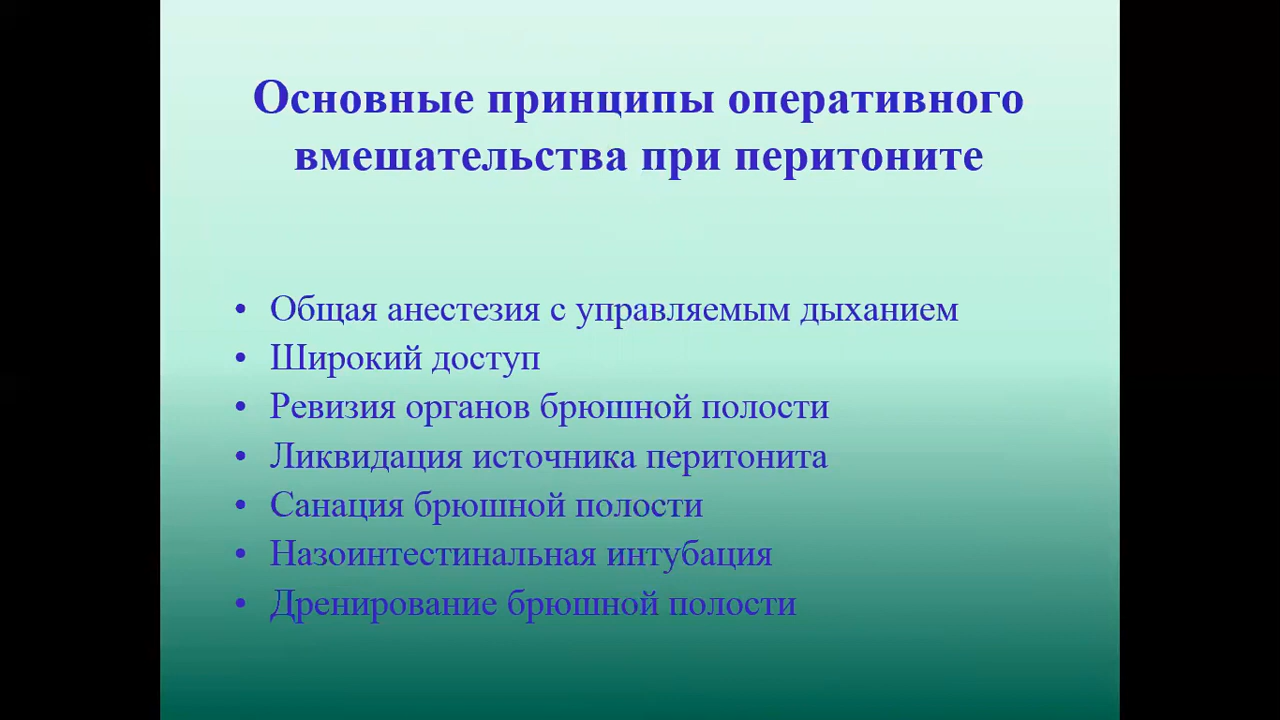 Основные принципы оперативного
вмешательства при перитоните
• Общая анестезия с управляемым дыханием
• Широкий доступ
• Ревизия органов брюшной полости
• Ликвидация источника перитонита
• Санация брюшной полости
• Назоинтестинальная интубация
• Дренирование брюшной полости